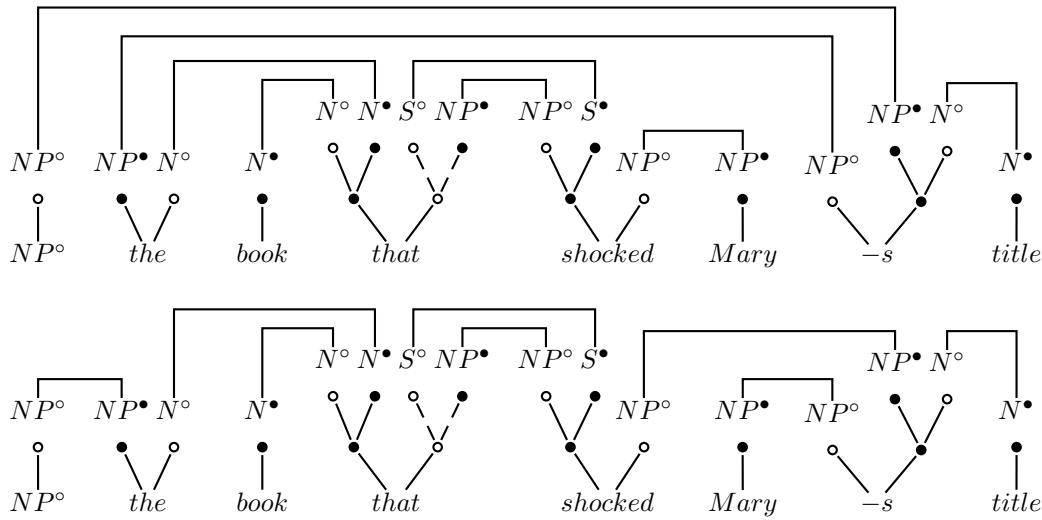 N° N• S° NP• NP° S• NP• N°
NP° NP• N° N• NP° NP• NP° N•
NP° the book that shocked Mary −s title
N° N• S° NP• NP° S• NP• N°
NP° NP• N° N• NP° NP• NP° N•
NP° the book that shocked Mary −s title